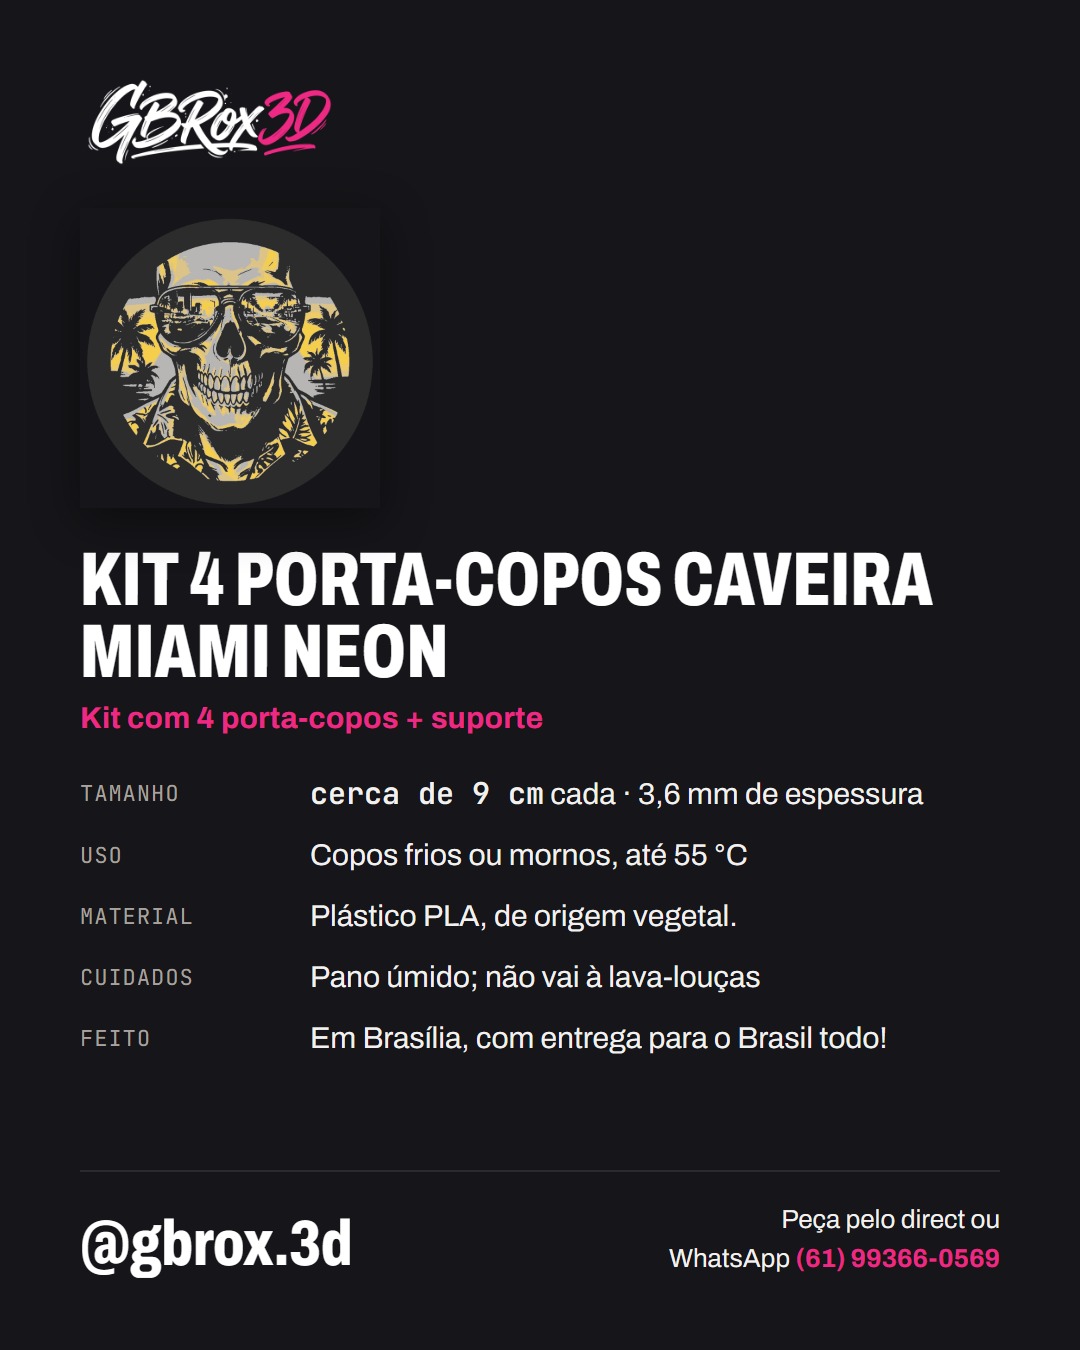 GBRox3D
KIT 4 PORTA-COPOS CAVEIRA
MIAMI NEON
Kit com 4 porta-copos + suporte
TAMANHO cerca de 9 cm cada · 3,6 mm de espessura
USO Copos frios ou mornos, até 55 °C
MATERIAL Plástico PLA, de origem vegetal.
CUIDADOS Pano úmido; não vai à lava-louças
FEITO Em Brasília, com entrega para o Brasil todo!
@gbrox.3d
Peça pelo direct ou
WhatsApp (61) 99366-0569